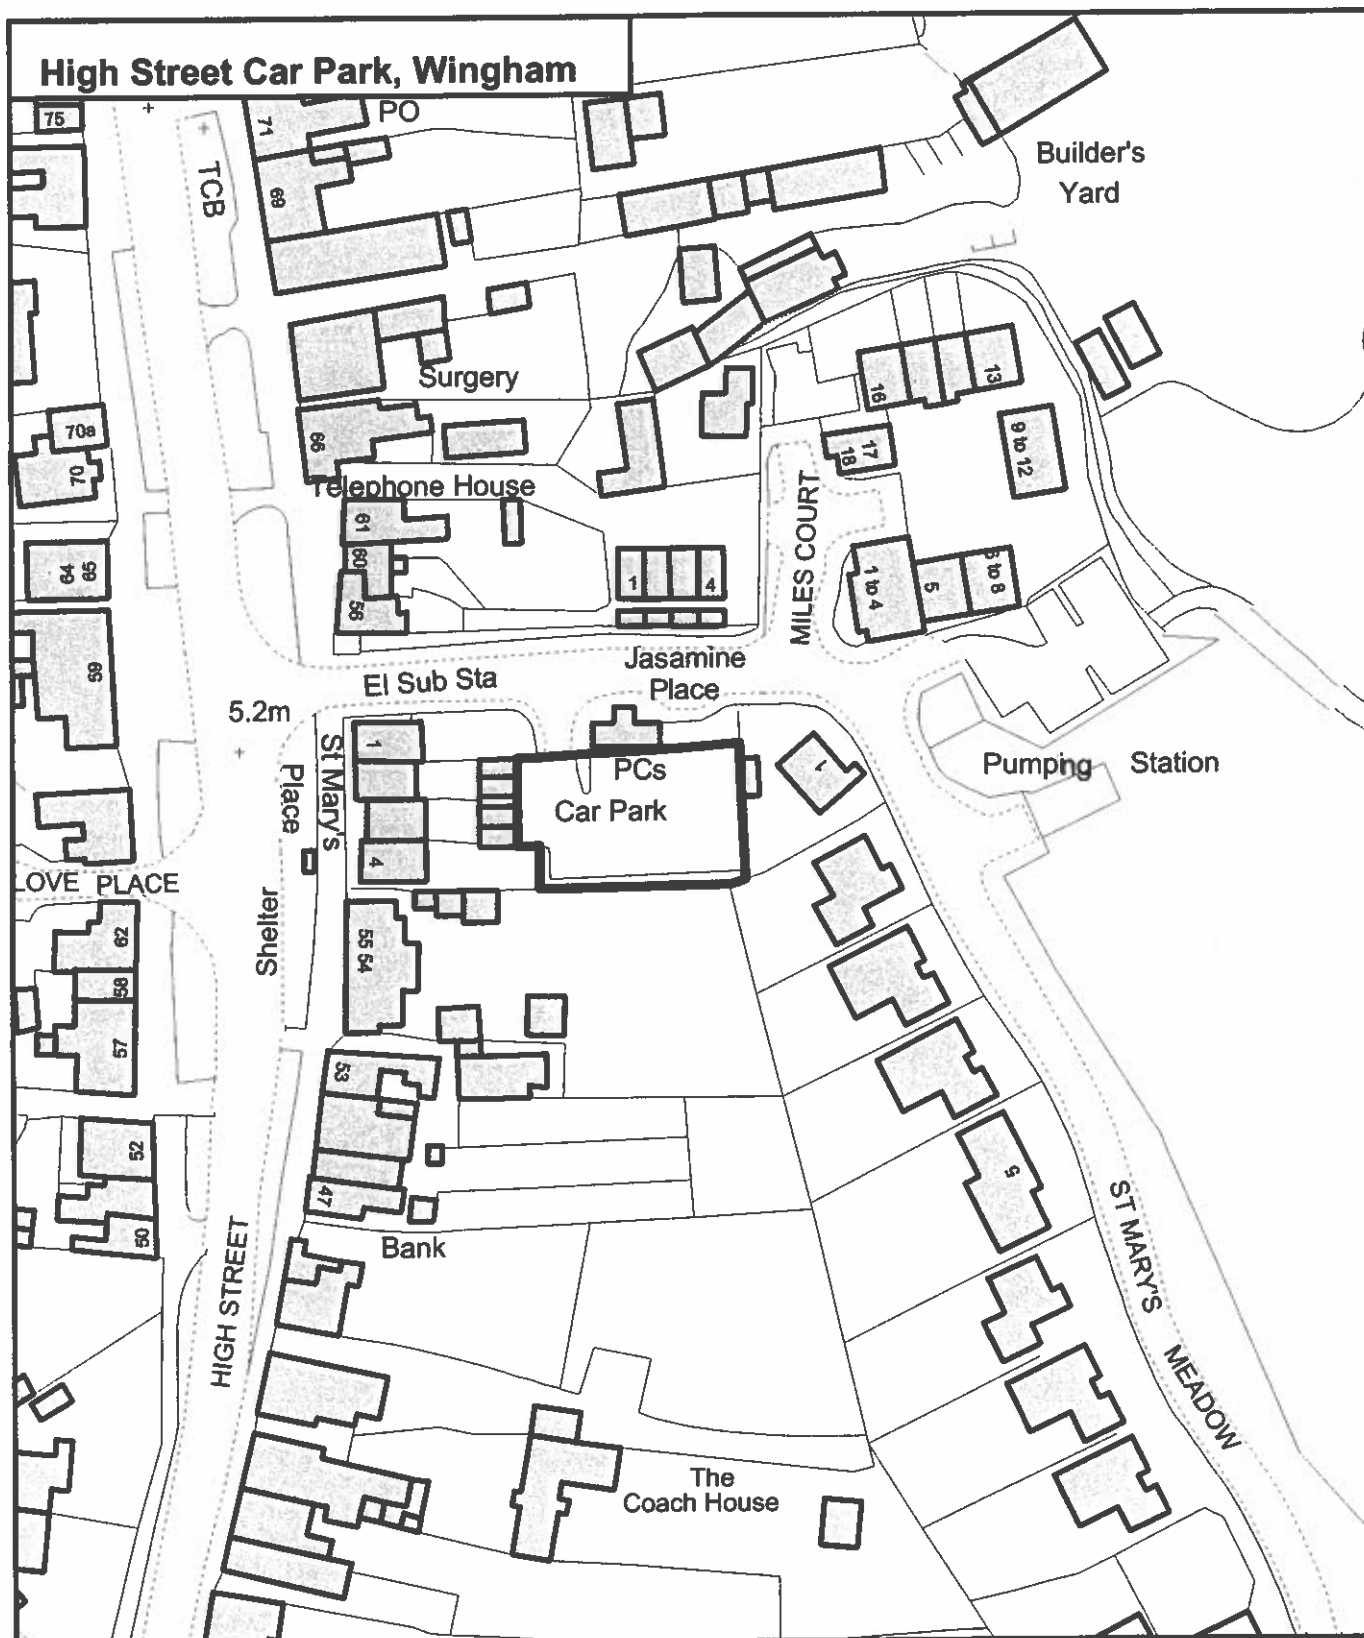 High Street Car Park, Wingham
75
71
PO
TCB
69
Builder's
Yard
Surgery
70a
70
66
16
13
17
18
9 to 12
Telephone House
61
60
56
64
65
1
4
MILES COURT
1 to 4
5
6 to 8
59
El Sub Sta
Jasamine
Place
5.2m
St Mary's
Place
1
4
PCs
Car Park
1
Pumping Station
LOVE PLACE
Shelter
62
58
57
55 54
53
52
50
47
Bank
5
HIGH STREET
ST MARY'S
MEADOW
The
Coach House